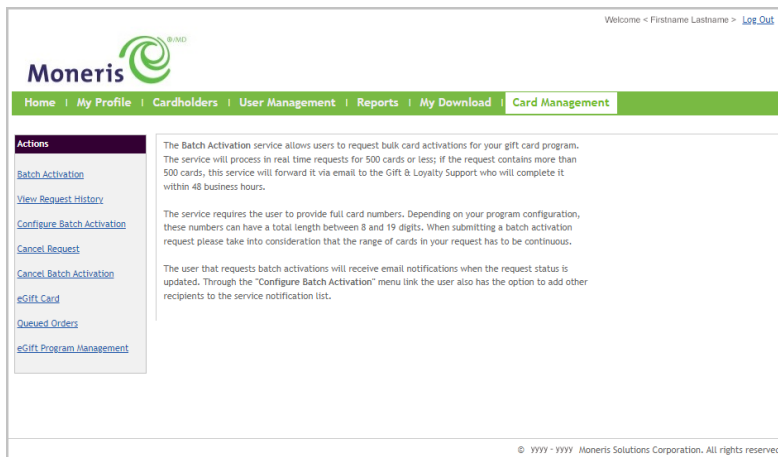 Welcome < Firstname Lastname > Log Out
Moneris ®/MD
Home | My Profile | Cardholders | User Management | Reports | My Download | Card Management
Actions
Batch Activation
View Request History
Configure Batch Activation
Cancel Request
Cancel Batch Activation
eGift Card
Queued Orders
eGift Program Management
The Batch Activation service allows users to request bulk card activations for your gift card program.
The service will process in real time requests for 500 cards or less; if the request contains more than
500 cards, this service will forward it via email to the Gift & Loyalty Support who will complete it
within 48 business hours.
The service requires the user to provide full card numbers. Depending on your program configuration,
these numbers can have a total length between 8 and 19 digits. When submitting a batch activation
request please take into consideration that the range of cards in your request has to be continuous.
The user that requests batch activations will receive email notifications when the request status is
updated. Through the "Configure Batch Activation" menu link the user also has the option to add other
recipients to the service notification list.
© yyyy - yyyy Moneris Solutions Corporation. All rights reserved